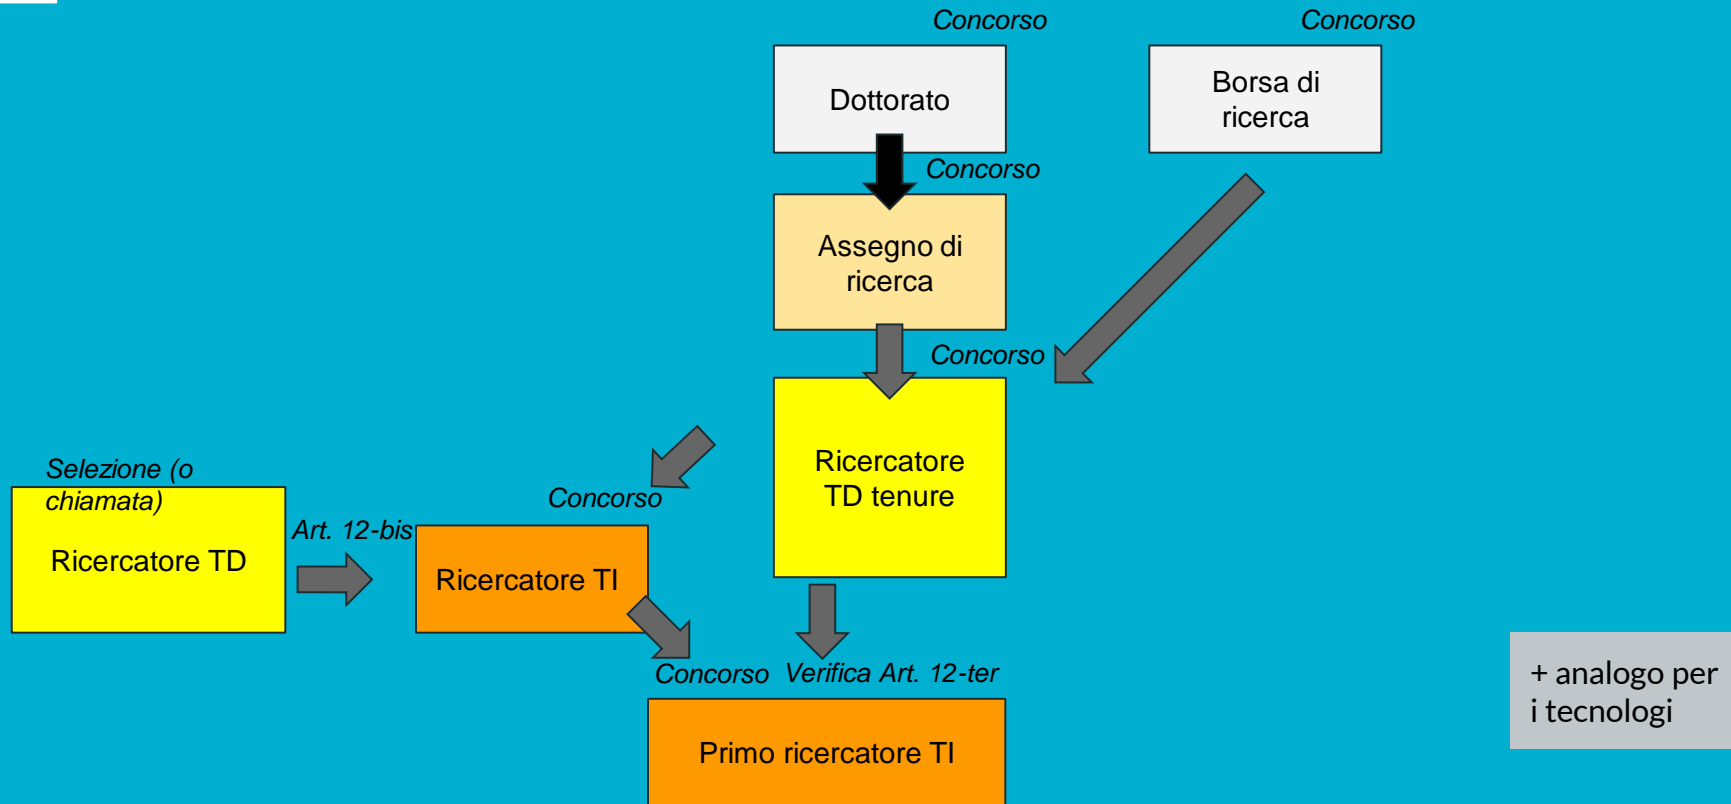 Concorso
Concorso
Dottorato
Borsa di
ricerca
Concorso
Assegno di
ricerca
Concorso
Ricercatore
TD tenure
Selezione (o
chiamata)
Concorso
Art. 12-bis
Ricercatore TD
Ricercatore TI
Concorso
Verifica Art. 12-ter
+ analogo per
i tecnologi
Primo ricercatore TI